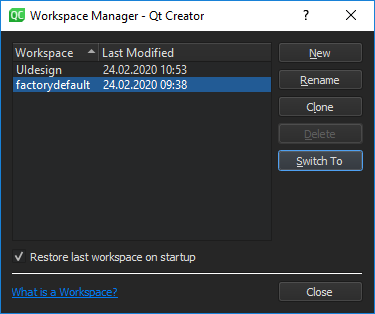 QC Workspace Manager - Qt Creator
Workspace Last Modified
UIdesign 24.02.2020 10:53
factorydefault 24.02.2020 09:38
New
Rename
Clone
Delete
Switch To
Restore last workspace on startup
What is a Workspace?
Close